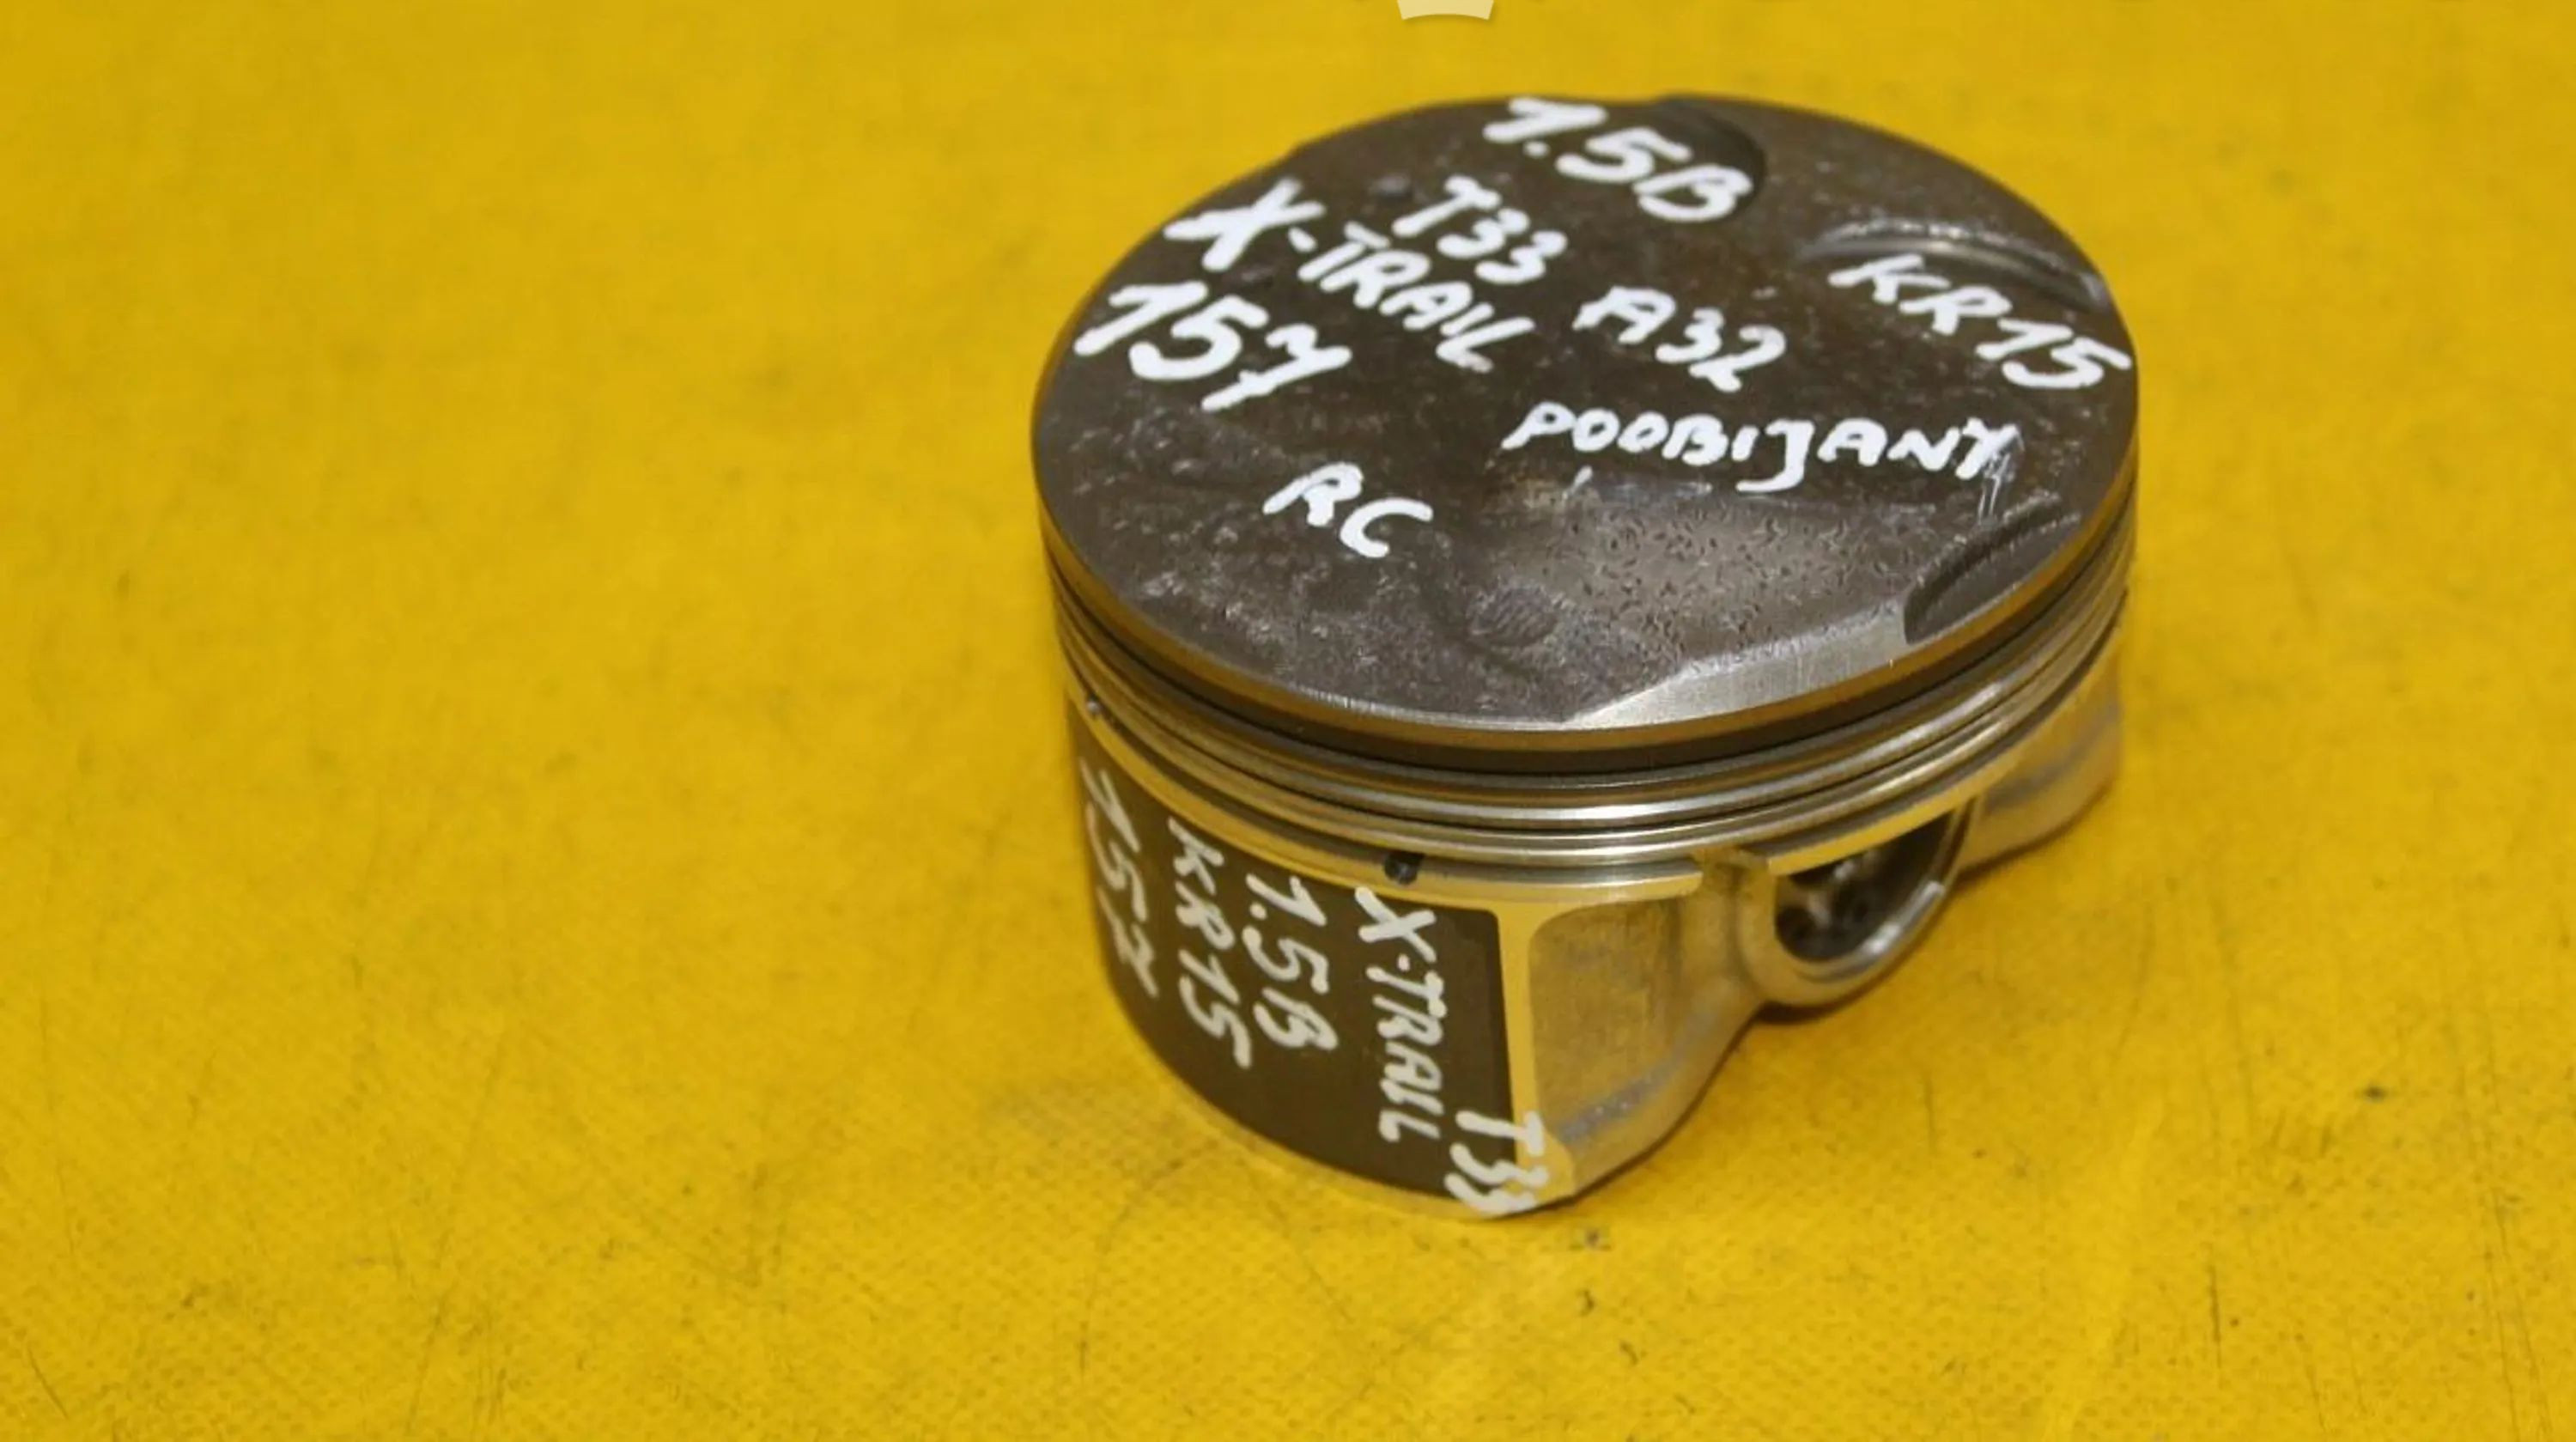 1.5B
T33
X-TRAIL
A32
KR15
157
POOBIJANY
RC
157
KR15
1.5B
X-TRAIL
T33